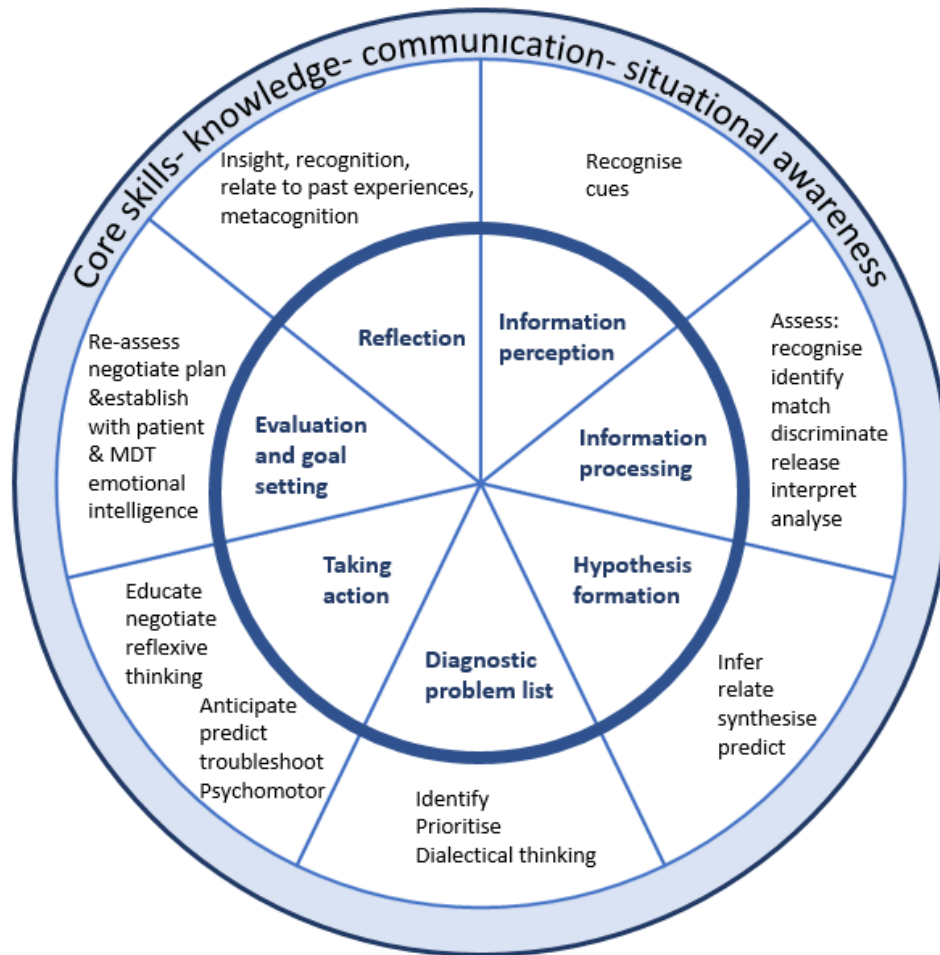 Core skills- knowledge- communication- situational awareness
Recognise
cues
Information
perception
Assess:
recognise
identify
match
discriminate
release
interpret
analyse
Information
processing
Infer
relate
synthesise
predict
Hypothesis
formation
Identify
Prioritise
Dialectical thinking
Diagnostic
problem list
Educate
negotiate
reflexive
thinking
Anticipate
predict
troubleshoot
Psychomotor
Taking
action
Re-assess
negotiate plan
&establish
with patient
& MDT
emotional
intelligence
Evaluation
and goal
setting
Insight, recognition,
relate to past experiences,
metacognition
Reflection